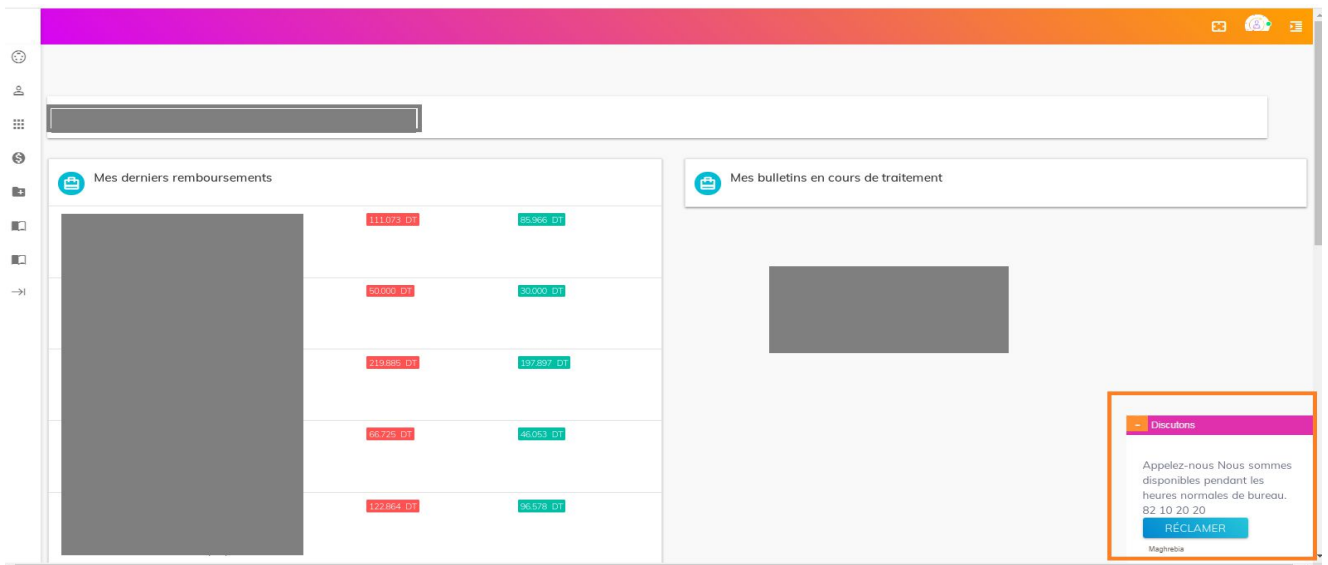 Mes derniers remboursements
111.073 DT 85.966 DT
50.000 DT 30.000 DT
219.885 DT 197.897 DT
66.725 DT 46.053 DT
122.864 DT 96.578 DT
Mes bulletins en cours de traitement
- Discutons
Appelez-nous Nous sommes
disponibles pendant les
heures normales de bureau.
82 10 20 20
RÉCLAMER
Maghrebia